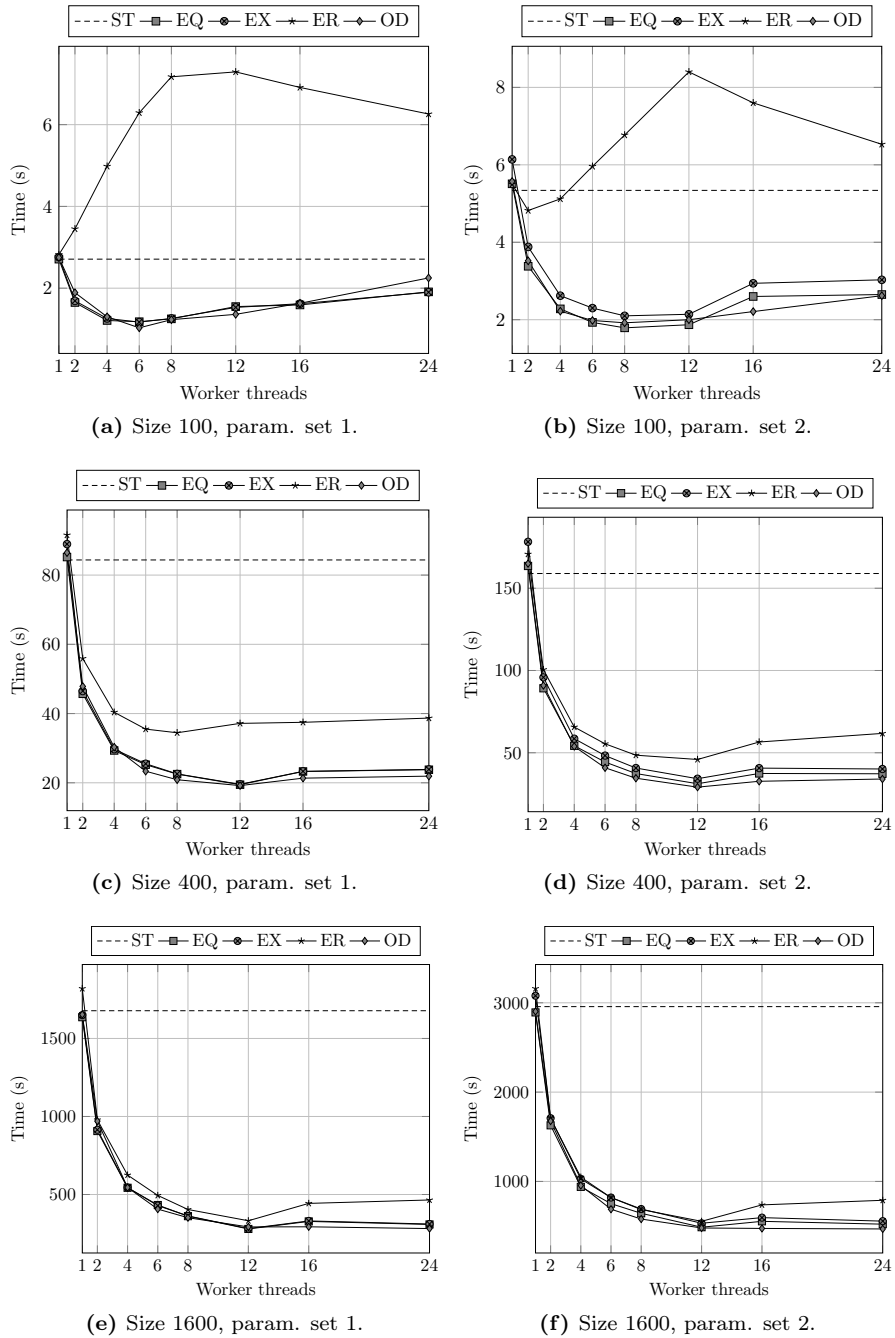 ST EQ EX ER OD
6
4
2
Time (s)
1 2 4 6 8 12 16 24
Worker threads
(a) Size 100, param. set 1.
ST EQ EX ER OD
8
6
4
2
Time (s)
1 2 4 6 8 12 16 24
Worker threads
(b) Size 100, param. set 2.
ST EQ EX ER OD
80
60
40
20
Time (s)
1 2 4 6 8 12 16 24
Worker threads
(c) Size 400, param. set 1.
ST EQ EX ER OD
150
100
50
Time (s)
1 2 4 6 8 12 16 24
Worker threads
(d) Size 400, param. set 2.
ST EQ EX ER OD
1500
1000
500
Time (s)
1 2 4 6 8 12 16 24
Worker threads
(e) Size 1600, param. set 1.
ST EQ EX ER OD
3000
2000
1000
Time (s)
1 2 4 6 8 12 16 24
Worker threads
(f) Size 1600, param. set 2.